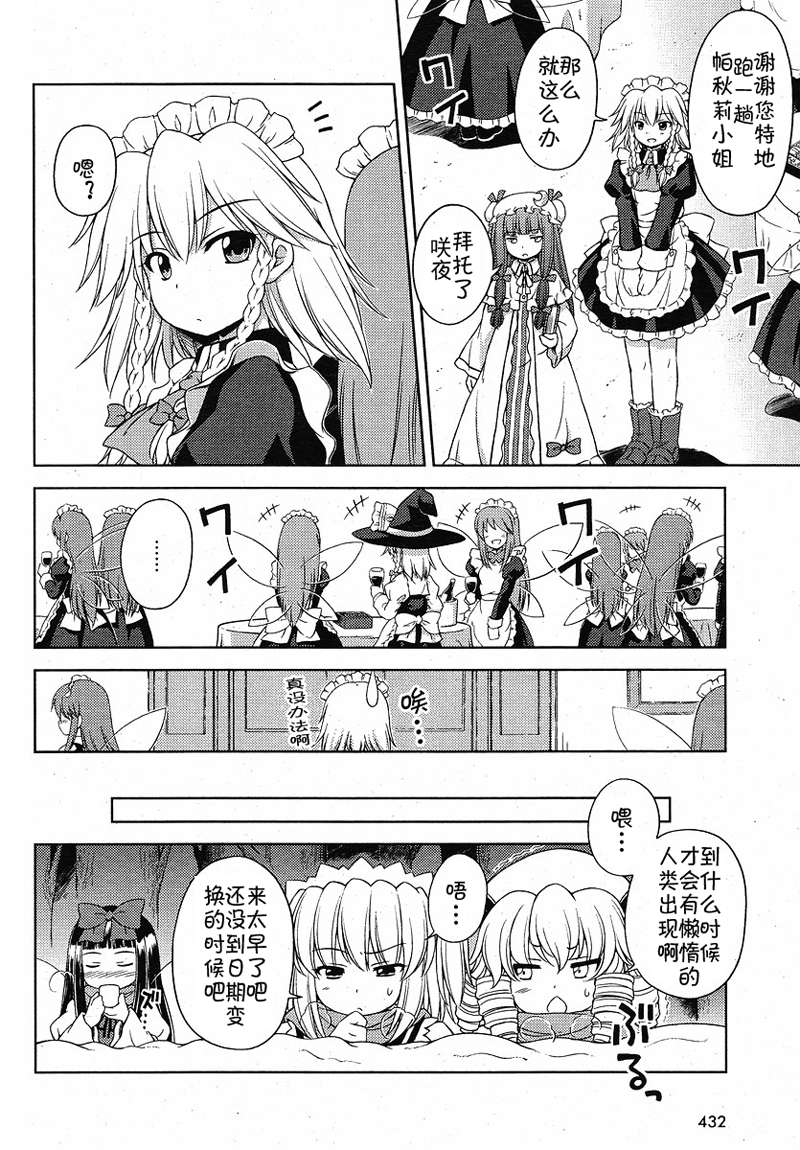 谢谢您特地
跑一趟
帕秋莉小姐
那么
就这么办
拜托了
咲夜
ワイ
ワイ
嗯?
ワイ
ワイ
……
唉…
真没办法啊
喂…
到什么时候
才会有懒惰的
人类出现啊
唔…
来太早了吧
还没到日期变
换的时候吧
ぶるっ
432